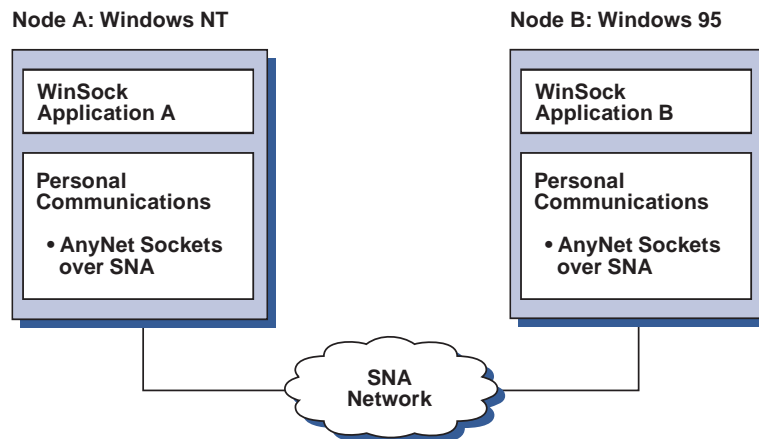 Node A: Windows NT
WinSock
Application A
Personal
Communications
• AnyNet Sockets
over SNA
Node B: Windows 95
WinSock
Application B
Personal
Communications
• AnyNet Sockets
over SNA
SNA
Network